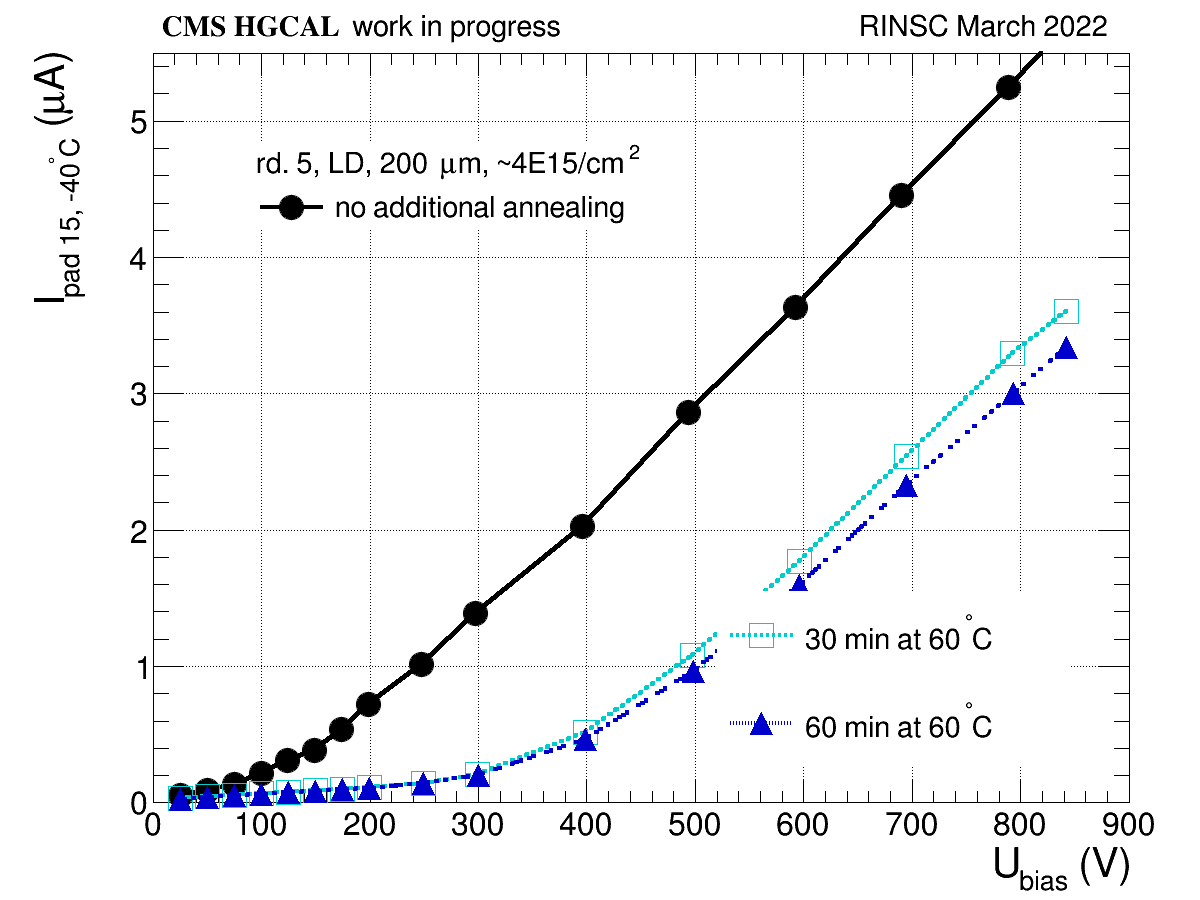 CMS HGCAL work in progress RINSC March 2022
I pad 15, -40°C (μA)
rd. 5, LD, 200 μm, ~4E15/cm²
no additional annealing
5
4
3
2
1
0
30 min at 60°C
60 min at 60°C
0 100 200 300 400 500 600 700 800 900
U bias (V)